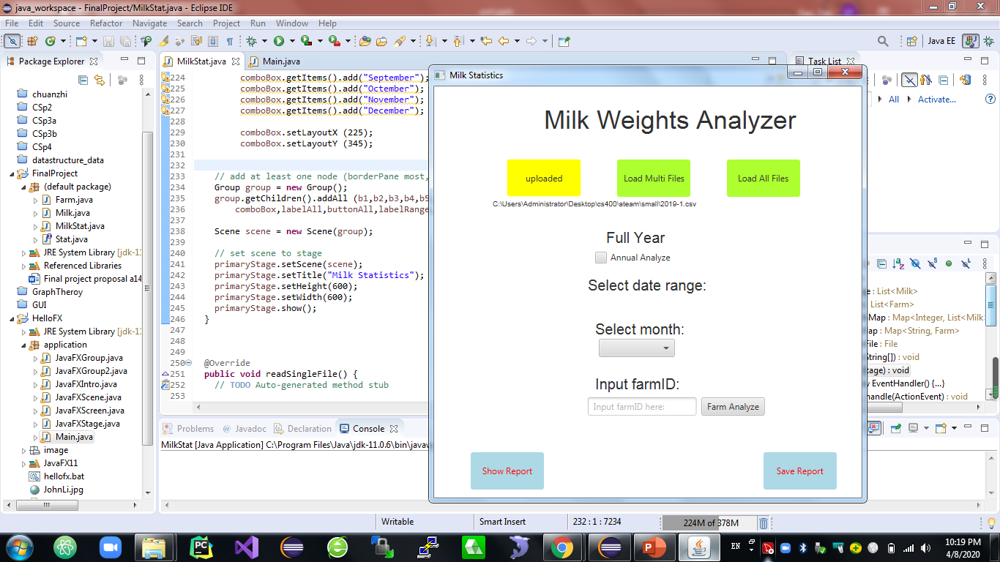 java_workspace - FinalProject/MilkStat.java - Eclipse IDE
File Edit Source Refactor Navigate Search Project Run Window Help
Java EE
Package Explorer
chuanzhi
CSp2
CSp3a
CSp3b
CSp4
datastructure_data
FinalProject
(default package)
Farm.java
Milk.java
MilkStat.java
Stat.java
JRE System Library [jdk-11
Referenced Libraries
Final project proposal a14
GraphTheroy
GUI
HelloFX
JRE System Library [jdk-11
application
JavaFXGroup.java
JavaFXGroup2.java
JavaFXIntro.java
JavaFXScene.java
JavaFXScreen.java
JavaFXStage.java
Main.java
image
JavaFX11
hellofx.bat
JohnLi.jpg
MilkStat.java Main.java
224 comboBox.getItems().add("September");
225 comboBox.getItems().add("Octember");
226 comboBox.getItems().add("November");
227 comboBox.getItems().add("December");
228
229 comboBox.setLayoutX (225);
230 comboBox.setLayoutY (345);
231
232
233 // add at least one node (borderPane most,
234 Group group = new Group();
235 group.getChildren().addAll (b1,b2,b3,b4,b5
236 comboBox,labelAll,buttonAll,labelRange
237
238 Scene scene = new Scene(group);
239
240 // set scene to stage
241 primaryStage.setScene(scene);
242 primaryStage.setTitle("Milk Statistics");
243 primaryStage.setHeight(600);
244 primaryStage.setWidth(600);
245 primaryStage.show();
246 }
247
248
249
250 @Override
251 public void readSingleFile() {
252 // TODO Auto-generated method stub
253
Problems @ Javadoc Declaration Console
MilkStat [Java Application] C:\Program Files\Java\jdk-11.0.6\bin\javaw
Milk Statistics
Milk Weights Analyzer
uploaded Load Multi Files Load All Files
C:\Users\Administrator\Desktop\cs400\ateam\small\2019-1.csv
Full Year
Annual Analyze
Select date range:
Select month:
Input farmID:
Input farmID here: Farm Analyze
Show Report Save Report
Task List
All Activate...
e : List<Milk>
List<Farm>
Map : Map<Integer, List<Milk
ap : Map<String, Farm>
File : File
String[]) : void
tage) : void
v EventHandler() {...}
handle(ActionEvent) : void
Writable Smart Insert 232 : 1 : 7234 224M of 378M
EN
10:19 PM
4/8/2020